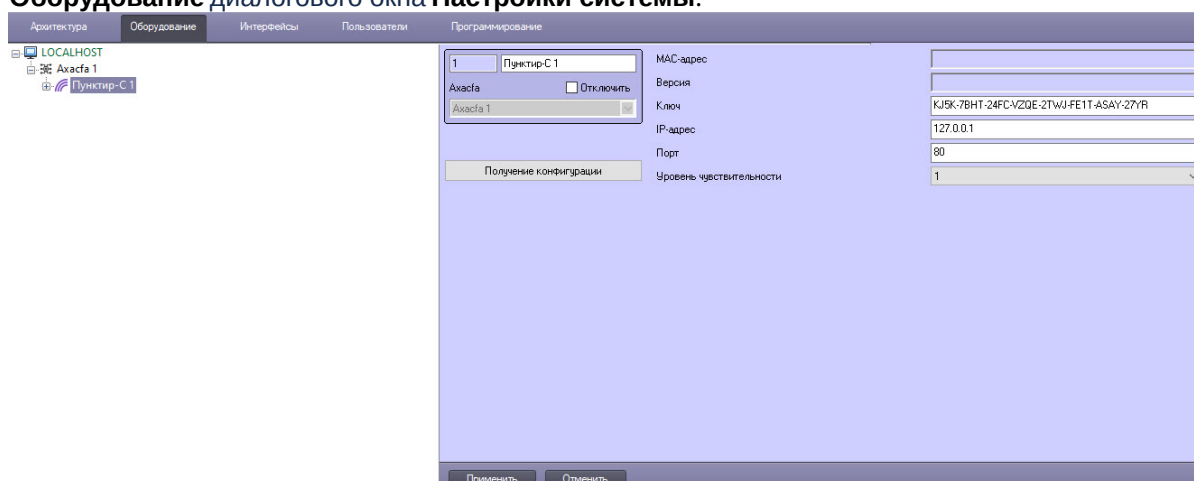 Оборудование диалогового окна Настройки системы.
Архитектура Оборудование Интерфейсы Пользователи Программирование
LOCALHOST
Axacfa 1
Пунктир-С 1
1 Пунктир-С 1
Axacfa Отключить
Axacfa 1
Получение конфигурации
MAC-адрес
Версия
Ключ KJ5K-7BHT-24FC-VZQE-2TWJ-FE1T-ASAY-27YR
IP-адрес 127.0.0.1
Порт 80
Уровень чувствительности 1
Применить Отменить